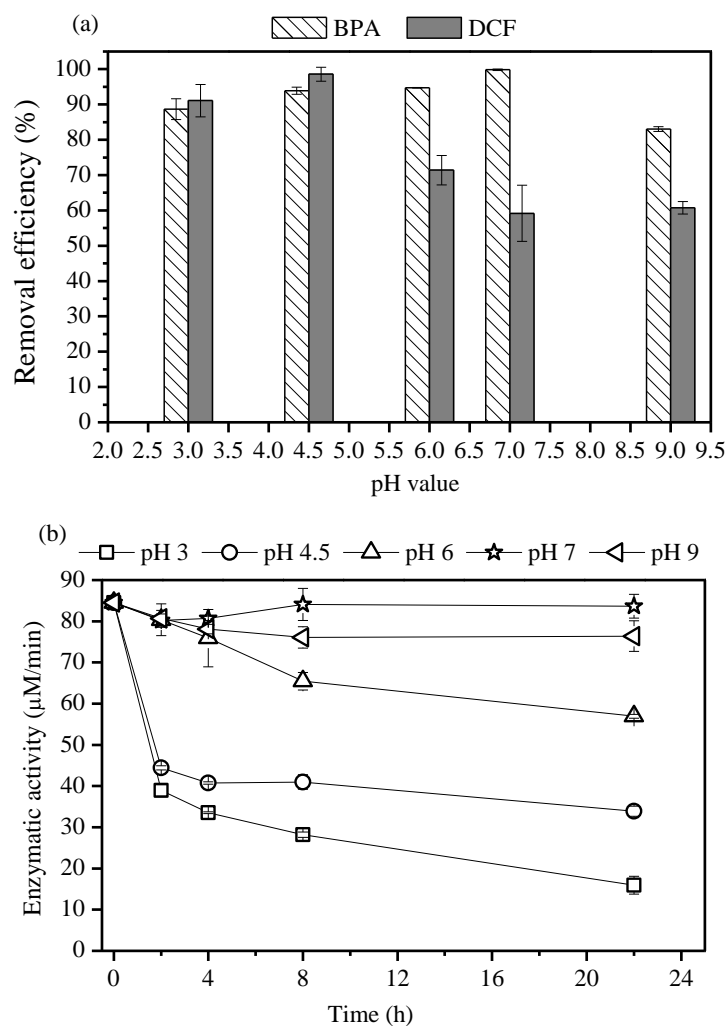 (a)
BPA DCF
100
90
80
70
60
50
40
30
20
10
0
Removal efficiency (%)
2.0 2.5 3.0 3.5 4.0 4.5 5.0 5.5 6.0 6.5 7.0 7.5 8.0 8.5 9.0 9.5
pH value
(b)
pH 3 pH 4.5 pH 6 pH 7 pH 9
90
80
70
60
50
40
30
20
10
0
Enzymatic activity (µM/min)
0 4 8 12 16 20 24
Time (h)